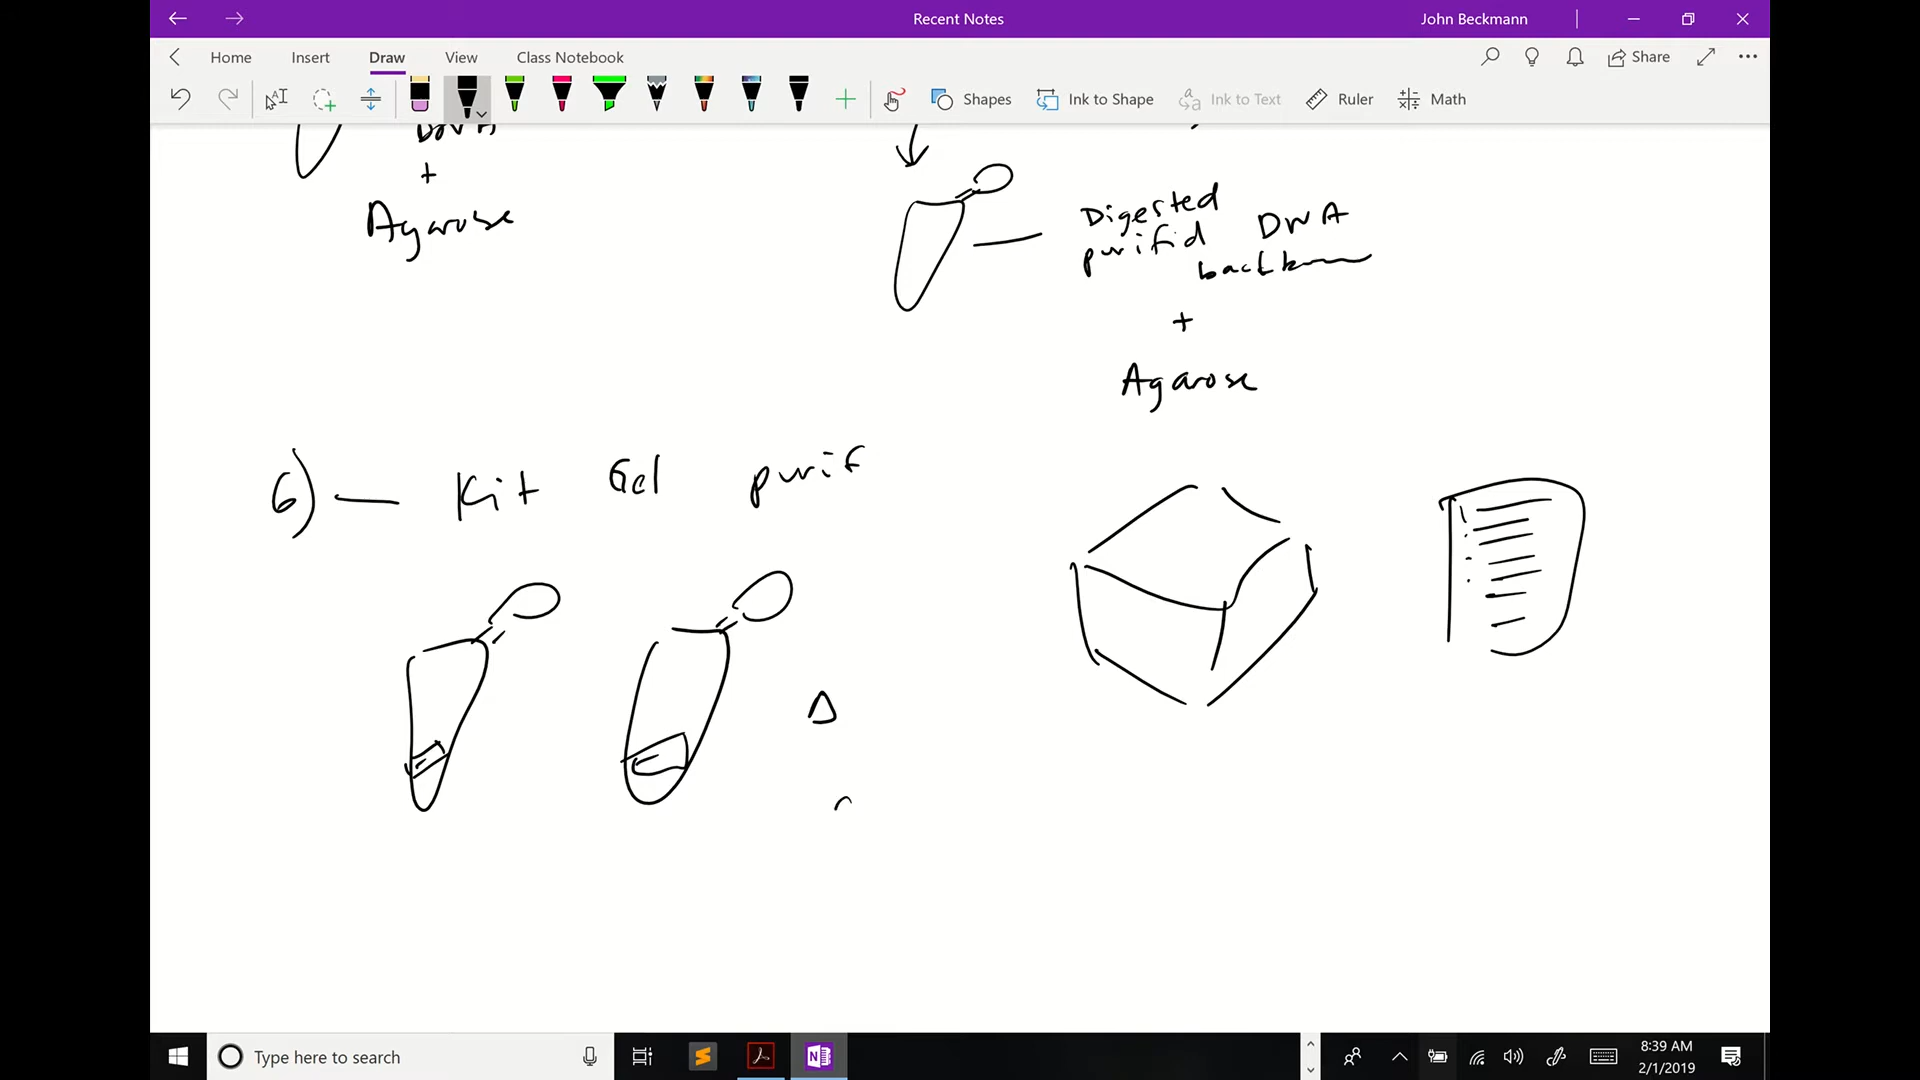 Recent Notes
John Beckmann
Home Insert Draw View Class Notebook
Share
Shapes Ink to Shape Ink to Text Ruler Math
+
Agarose
Digested
purifid DNA
+
Agarose
6) — Kit Gel purif
Δ
Type here to search
8:39 AM
2/1/2019